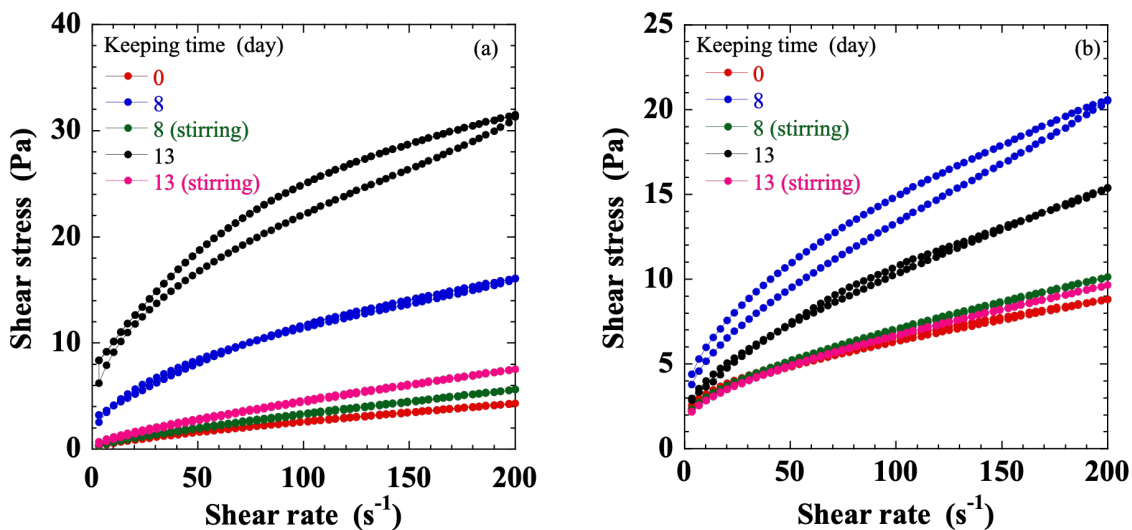 40
30
20
10
0
Shear stress (Pa)
Keeping time (day)
(a)
0
8
8 (stirring)
13
13 (stirring)
0 50 100 150 200
Shear rate (s⁻¹)
25
20
15
10
5
0
Shear stress (Pa)
Keeping time (day)
(b)
0
8
8 (stirring)
13
13 (stirring)
0 50 100 150 200
Shear rate (s⁻¹)